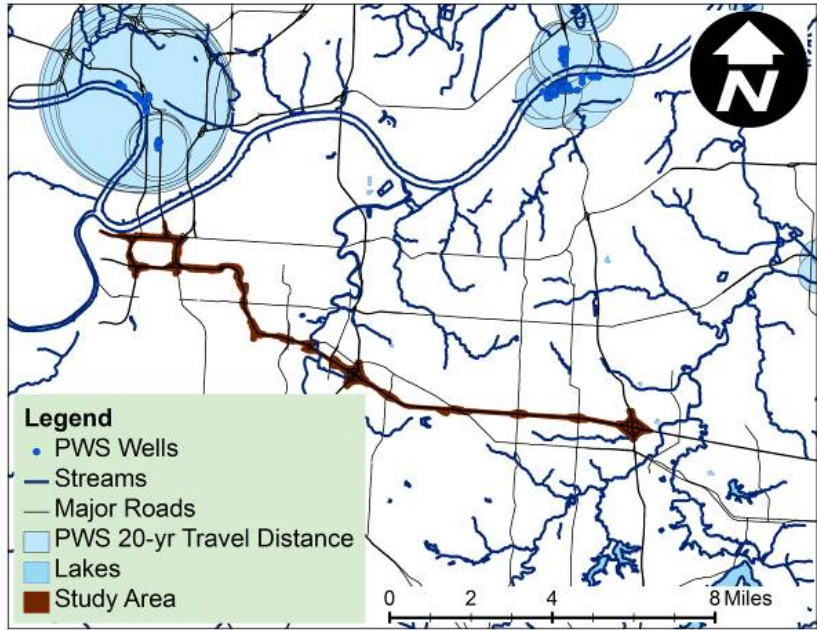 N
Legend
PWS Wells
Streams
Major Roads
PWS 20-yr Travel Distance
Lakes
Study Area
0 2 4 8 Miles